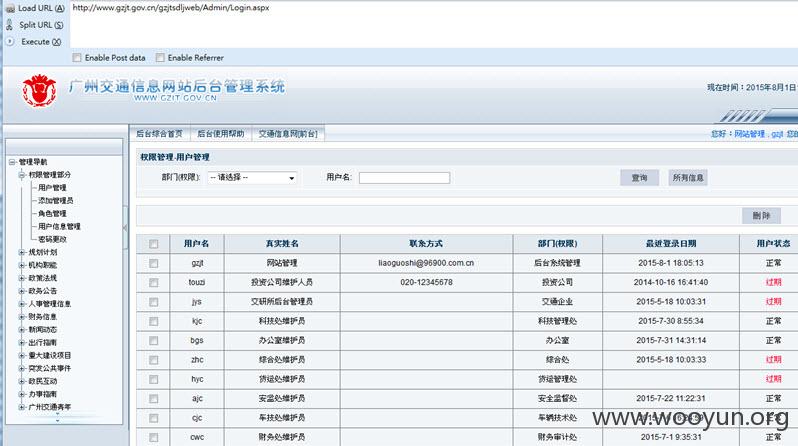 Load URL (A) http://www.gzjt.gov.cn/gzjtsdljweb/Admin/Login.aspx
Split URL (S)
Execute (X)
Enable Post data Enable Referrer
广州交通信息网站后台管理系统
WWW.GZJT.GOV.CN
现在时间：2015年8月1日
后台综合首页 后台使用帮助 交通信息网[前台]
您好：网站管理，gzjt 您的
管理导航
权限管理部分
用户管理
添加管理员
角色管理
用户信息管理
密码更改
规划计划
机构职能
政策法规
政务公告
人事管理信息
财务信息
新闻动态
出行指南
重大建设项目
突发公共事件
政民互动
办事指南
广州交通青年
权限管理-用户管理
部门(权限): -- 请选择 -- 用户名: 查询 所有信息
删除
用户名 真实姓名 联系方式 部门(权限) 最近登录日期 用户状态
gzjt 网站管理 liaoguoshi@96900.com.cn 后台系统管理 2015-8-1 18:05:13 正常
touzi 投资公司维护人员 020-12345678 投资公司 2014-10-16 16:41:40 过期
jys 交研所后台管理员 交通企业 2015-5-18 10:03:31 过期
kjc 科技处维护员 科技管理处 2015-7-30 8:55:34 正常
bgs 办公室维护员 办公室 2015-7-31 14:31:14 正常
zhc 综合处维护员 综合处 2015-5-18 10:03:33 过期
hyc 货运处维护员 货运管理处 过期
ajc 安监处维护员 安全监督处 2015-7-22 11:22:31 正常
cjc 车技处维护员 车辆技术处 正常
cwc 财务处维护员 财务审计处 2015-7-1 9:35:31 正常
www.wooyun.org